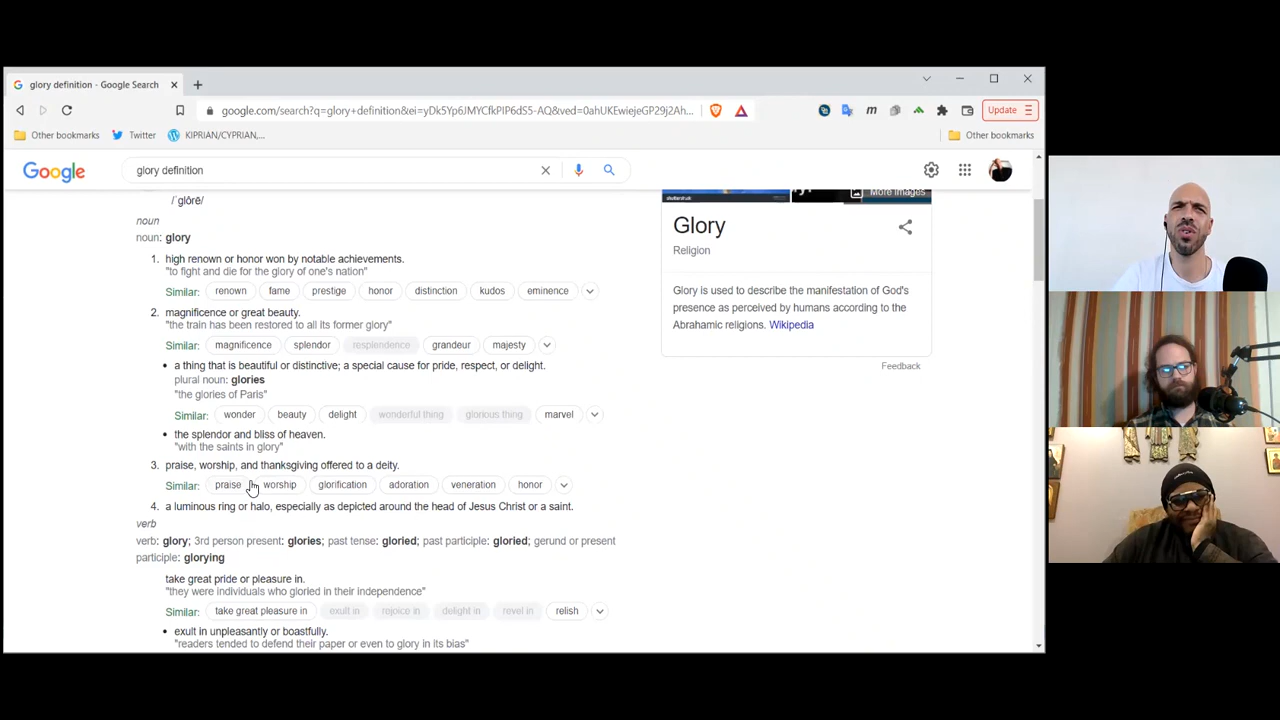 glory definition - Google Search
google.com/search?q=glory+definition&ei=yDk5Yp6JMYCfkPIP6dS5-AQ&ved=0ahUKEwiejeGP29j2Ah...
m
Update
Other bookmarks
Twitter
KIPRIAN/CYPRIAN,...
Other bookmarks
Google
glory definition
/ˈɡlôrē/
noun
noun: glory
1. high renown or honor won by notable achievements.
"to fight and die for the glory of one's nation"
Similar: renown fame prestige honor distinction kudos eminence
2. magnificence or great beauty.
"the train has been restored to all its former glory"
Similar: magnificence splendor resplendence grandeur majesty
• a thing that is beautiful or distinctive; a special cause for pride, respect, or delight.
plural noun: glories
"the glories of Paris"
Similar: wonder beauty delight wonderful thing glorious thing marvel
• the splendor and bliss of heaven.
"with the saints in glory"
3. praise, worship, and thanksgiving offered to a deity.
Similar: praise worship glorification adoration veneration honor
4. a luminous ring or halo, especially as depicted around the head of Jesus Christ or a saint.
verb
verb: glory; 3rd person present: glories; past tense: gloried; past participle: gloried; gerund or present
participle: glorying
take great pride or pleasure in.
"they were individuals who gloried in their independence"
Similar: take great pleasure in exult in rejoice in delight in revel in relish
• exult in unpleasantly or boastfully.
"readers tended to defend their paper or even to glory in its bias"
More images
Glory
Religion
Glory is used to describe the manifestation of God's
presence as perceived by humans according to the
Abrahamic religions. Wikipedia
Feedback